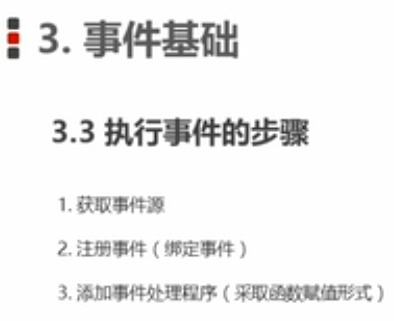 3. 事件基础
3.3 执行事件的步骤
1. 获取事件源
2. 注册事件（绑定事件）
3. 添加事件处理程序（采取函数赋值形式）